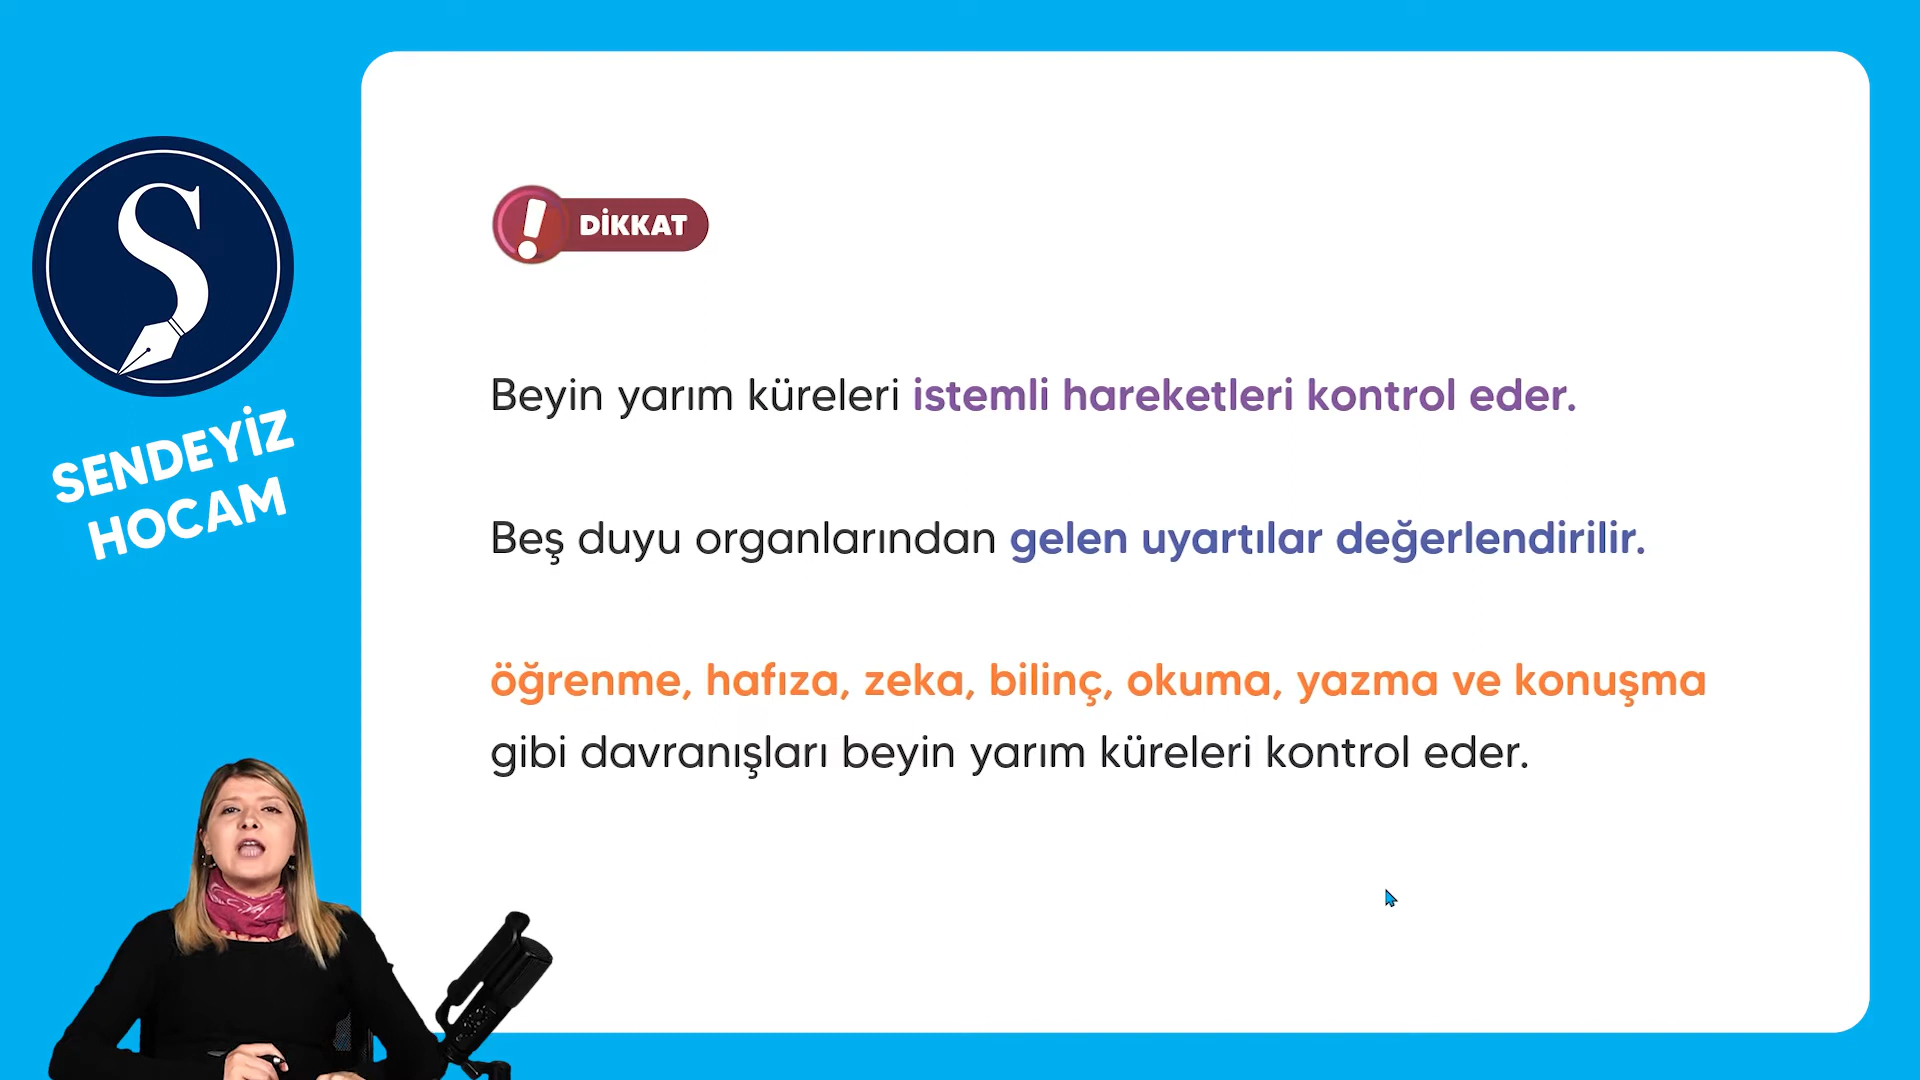 SENDEYİZ
HOCAM
DİKKAT
Beyin yarım küreleri istemli hareketleri kontrol eder.
Beş duyu organlarından gelen uyartılar değerlendirilir.
öğrenme, hafıza, zeka, bilinç, okuma, yazma ve konuşma
gibi davranışları beyin yarım küreleri kontrol eder.